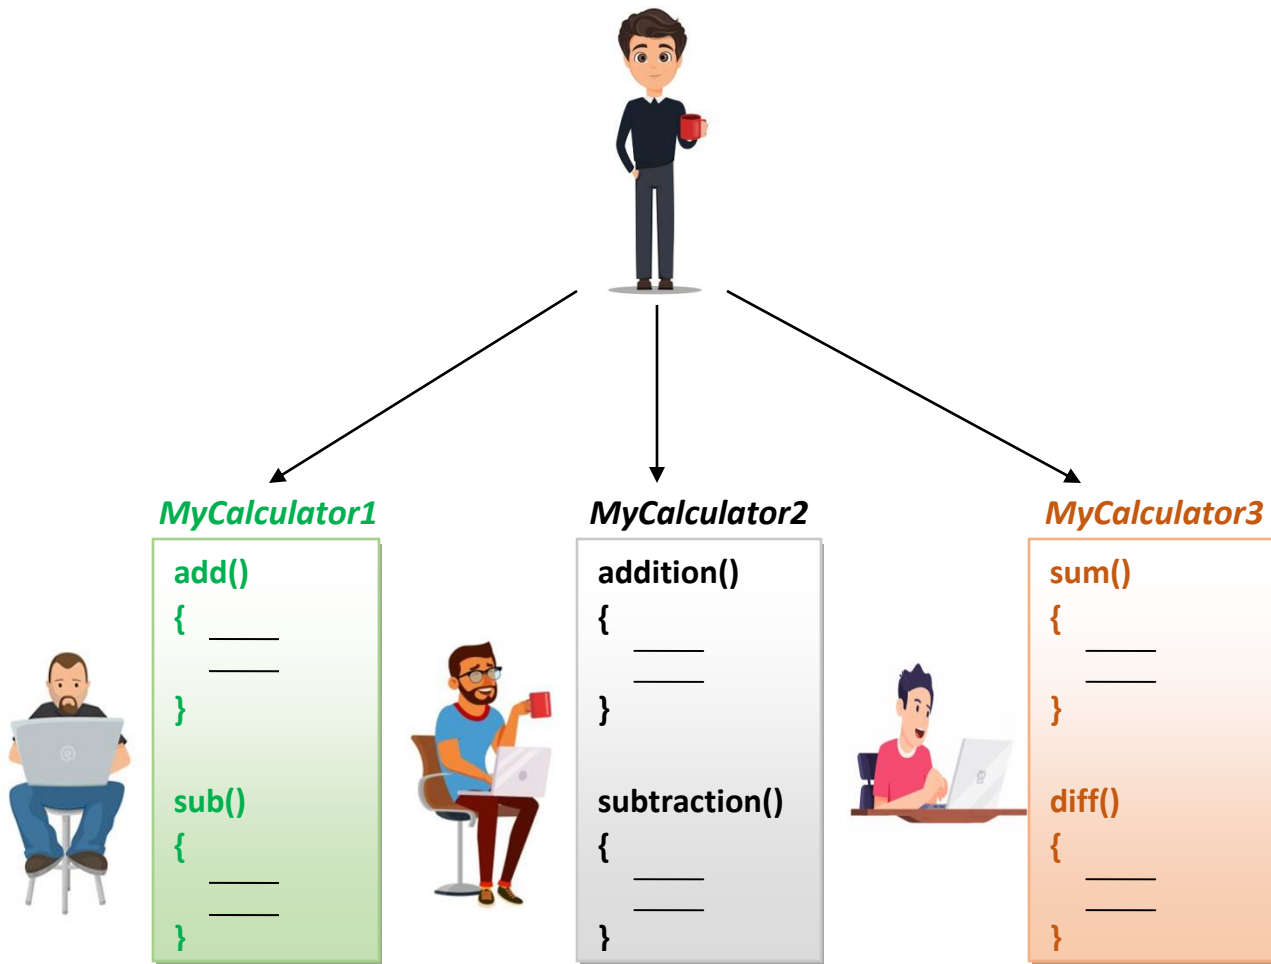 MyCalculator1
add()
{
}
sub()
{
}
MyCalculator2
addition()
{
}
subtraction()
{
}
MyCalculator3
sum()
{
}
diff()
{
}